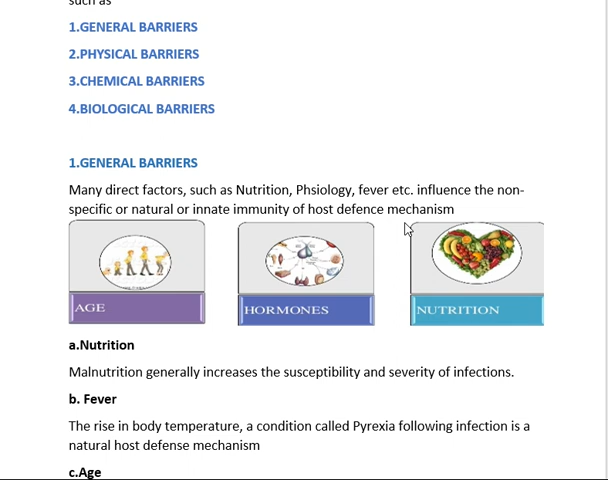 such as
1.GENERAL BARRIERS
2.PHYSICAL BARRIERS
3.CHEMICAL BARRIERS
4.BIOLOGICAL BARRIERS
1.GENERAL BARRIERS
Many direct factors, such as Nutrition, Phsiology, fever etc. influence the non-
specific or natural or innate immunity of host defence mechanism
AGE
HORMONES
NUTRITION
a.Nutrition
Malnutrition generally increases the susceptibility and severity of infections.
b. Fever
The rise in body temperature, a condition called Pyrexia following infection is a
natural host defense mechanism
c.Age